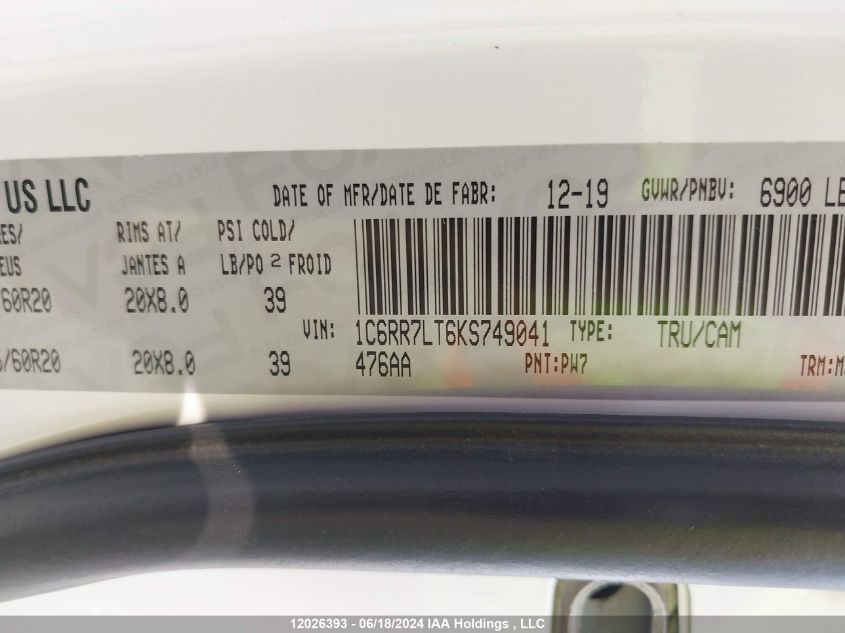 US LLC DATE OF MFR/DATE DE FABR: 12-19 GVWR/PNBV: 6900 LB
ES/ RIMS AT/ PSI COLD/
EUS JANTES A LB/PO 2 FROID
/60R20 20X8.0 39
VIN: 1C6RR7LT6KS749041 TYPE: TRU/CAM
/60R20 20X8.0 39 476AA PNT:PW7 TRM:M
12026393 - 06/18/2024 IAA Holdings , LLC